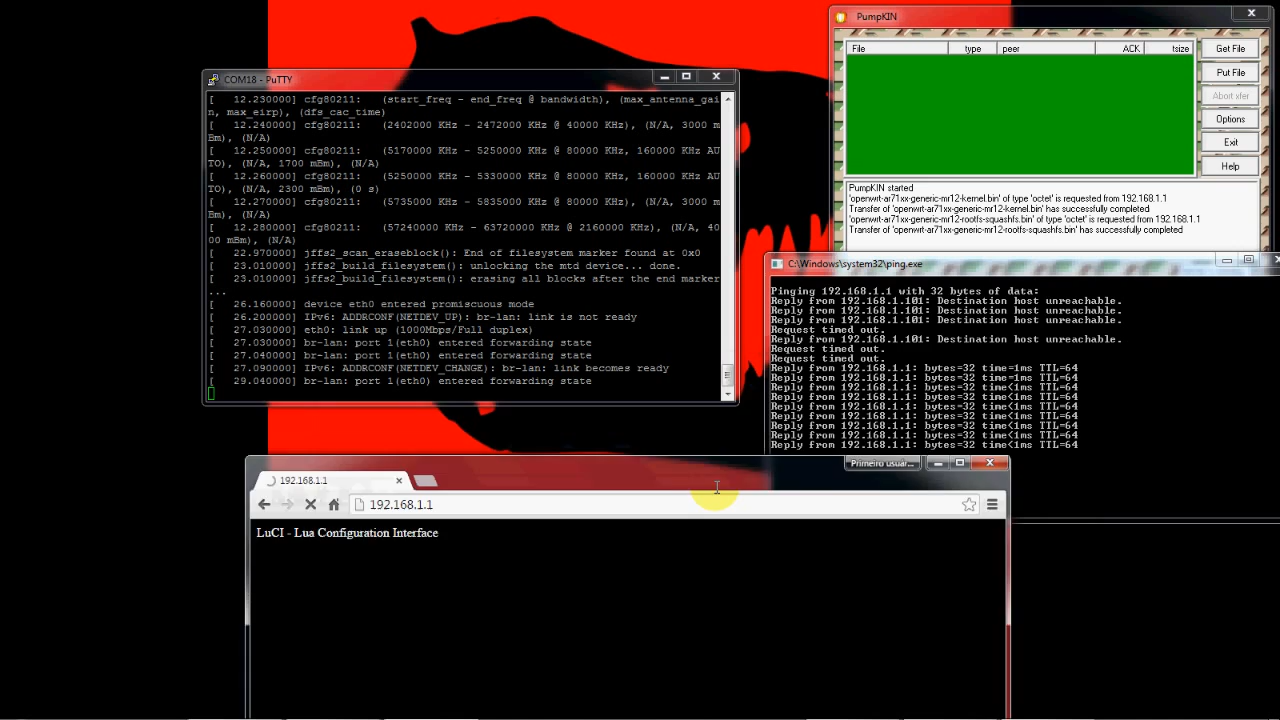 PumpKIN
File type peer ACK tsize
Get File
Put File
Abort xfer
Options
Exit
Help
PumpKIN started
'openwrt-ar71xx-generic-mr12-kernel.bin' of type 'octet' is requested from 192.168.1.1
Transfer of 'openwrt-ar71xx-generic-mr12-kernel.bin' has successfully completed
'openwrt-ar71xx-generic-mr12-rootfs-squashfs.bin' of type 'octet' is requested from 192.168.1.1
Transfer of 'openwrt-ar71xx-generic-mr12-rootfs-squashfs.bin' has successfully completed
COM18 - PuTTY
[   12.230000] cfg80211:   (start_freq - end_freq @ bandwidth), (max_antenna_gai
n, max_eirp), (dfs_cac_time)
[   12.240000] cfg80211:   (2402000 KHz - 2472000 KHz @ 40000 KHz), (N/A, 3000 m
Bm), (N/A)
[   12.250000] cfg80211:   (5170000 KHz - 5250000 KHz @ 80000 KHz, 160000 KHz AU
TO), (N/A, 1700 mBm), (N/A)
[   12.260000] cfg80211:   (5250000 KHz - 5330000 KHz @ 80000 KHz, 160000 KHz AU
TO), (N/A, 2300 mBm), (0 s)
[   12.270000] cfg80211:   (5735000 KHz - 5835000 KHz @ 80000 KHz), (N/A, 3000 m
Bm), (N/A)
[   12.280000] cfg80211:   (57240000 KHz - 63720000 KHz @ 2160000 KHz), (N/A, 40
00 mBm), (N/A)
[   22.970000] jffs2_scan_eraseblock(): End of filesystem marker found at 0x0
[   23.010000] jffs2_build_filesystem(): unlocking the mtd device... done.
[   23.010000] jffs2_build_filesystem(): erasing all blocks after the end marker
...
[   26.160000] device eth0 entered promiscuous mode
[   26.200000] IPv6: ADDRCONF(NETDEV_UP): br-lan: link is not ready
[   27.030000] eth0: link up (1000Mbps/Full duplex)
[   27.030000] br-lan: port 1(eth0) entered forwarding state
[   27.040000] br-lan: port 1(eth0) entered forwarding state
[   27.090000] IPv6: ADDRCONF(NETDEV_CHANGE): br-lan: link becomes ready
[   29.040000] br-lan: port 1(eth0) entered forwarding state
C:\Windows\system32\ping.exe
Pinging 192.168.1.1 with 32 bytes of data:
Reply from 192.168.1.101: Destination host unreachable.
Reply from 192.168.1.101: Destination host unreachable.
Reply from 192.168.1.101: Destination host unreachable.
Request timed out.
Reply from 192.168.1.101: Destination host unreachable.
Request timed out.
Request timed out.
Reply from 192.168.1.1: bytes=32 time=1ms TTL=64
Reply from 192.168.1.1: bytes=32 time=1ms TTL=64
Reply from 192.168.1.1: bytes=32 time<1ms TTL=64
Reply from 192.168.1.1: bytes=32 time<1ms TTL=64
Reply from 192.168.1.1: bytes=32 time<1ms TTL=64
Reply from 192.168.1.1: bytes=32 time<1ms TTL=64
Reply from 192.168.1.1: bytes=32 time<1ms TTL=64
Reply from 192.168.1.1: bytes=32 time<1ms TTL=64
Reply from 192.168.1.1: bytes=32 time<1ms TTL=64
Primeiro usuar...
192.168.1.1
192.168.1.1
LuCI - Lua Configuration Interface